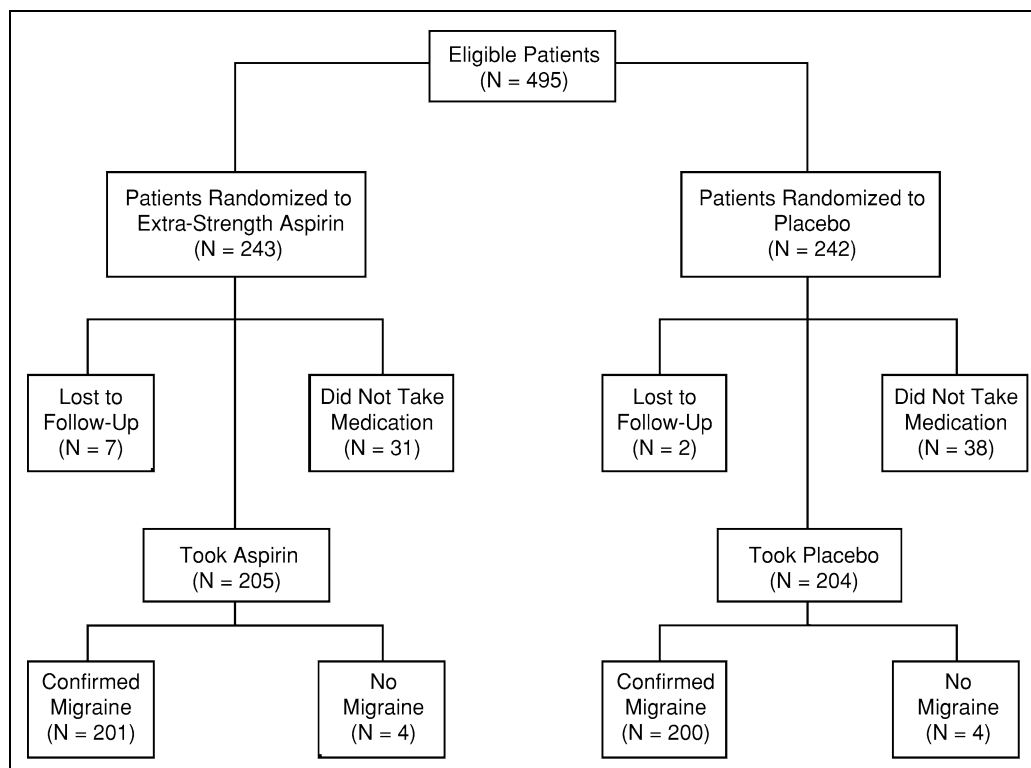 Eligible Patients
(N = 495)
Patients Randomized to
Extra-Strength Aspirin
(N = 243)
Patients Randomized to
Placebo
(N = 242)
Lost to
Follow-Up
(N = 7)
Did Not Take
Medication
(N = 31)
Lost to
Follow-Up
(N = 2)
Did Not Take
Medication
(N = 38)
Took Aspirin
(N = 205)
Took Placebo
(N = 204)
Confirmed
Migraine
(N = 201)
No
Migraine
(N = 4)
Confirmed
Migraine
(N = 200)
No
Migraine
(N = 4)